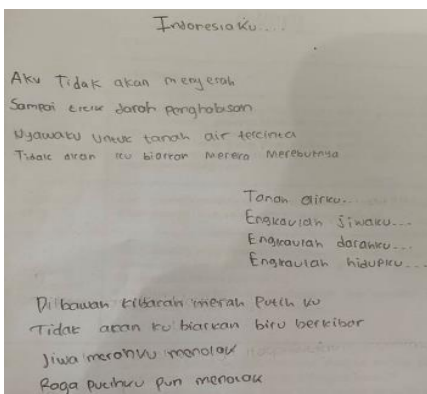 Indonesiaku....
Aku Tidak akan menyerah
Sampai titik darah penghabisan
Nyawaku untuk tanah air tercinta
Tidak akan ku biarkan mereka merebutnya
Tanah airku...
Engkaulah jiwaku...
Engkaulah darahku...
Engkaulah hidupku...
Dibawah kibaran merah Putih ku
Tidak akan ku biarkan biru berkibar
Jiwa merahku menolak
Raga putihku pun menolak